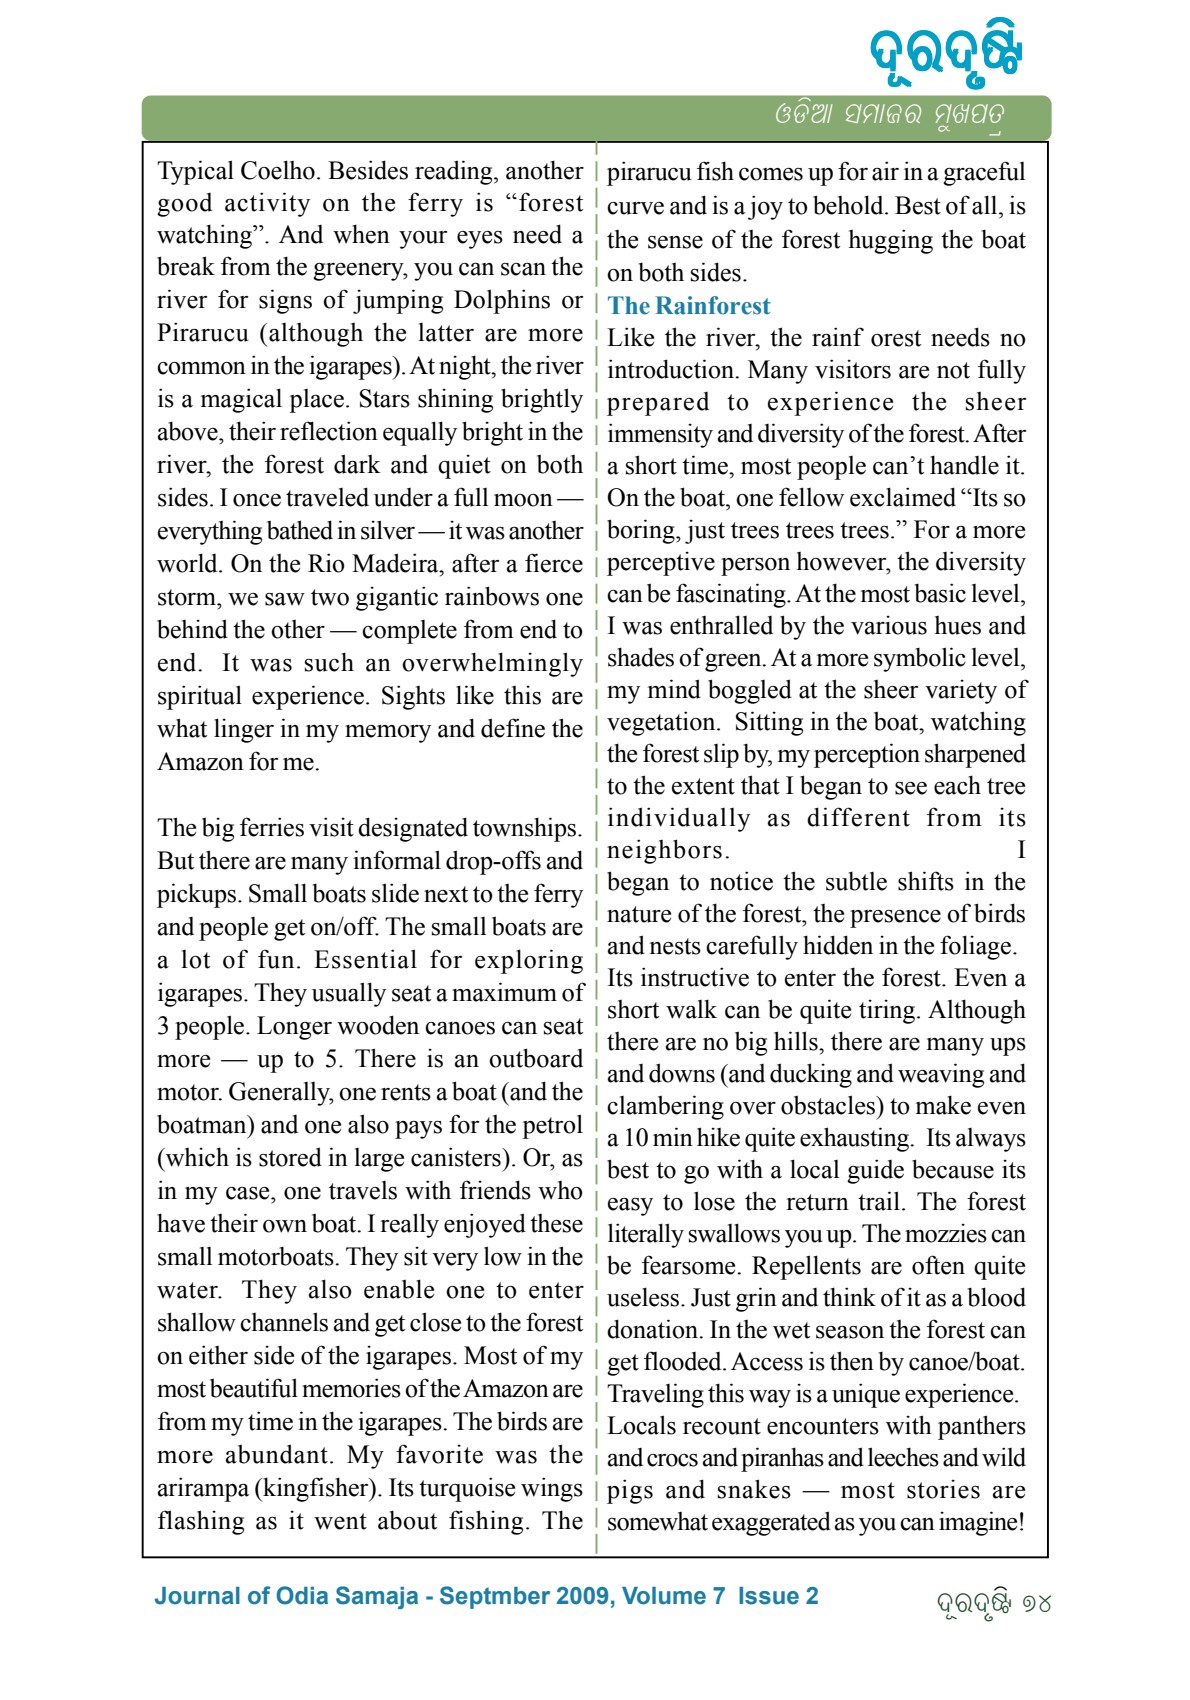 ଦୂରଦୃଷ୍ଟି
ଓଡିଆ ସମାଜର ମୁଖପତ୍ର
Typical Coelho. Besides reading, another
good activity on the ferry is “forest
watching”. And when your eyes need a
break from the greenery, you can scan the
river for signs of jumping Dolphins or
Pirarucu (although the latter are more
common in the igarapes). At night, the river
is a magical place. Stars shining brightly
above, their reflection equally bright in the
river, the forest dark and quiet on both
sides. I once traveled under a full moon —
everything bathed in silver — it was another
world. On the Rio Madeira, after a fierce
storm, we saw two gigantic rainbows one
behind the other — complete from end to
end. It was such an overwhelmingly
spiritual experience. Sights like this are
what linger in my memory and define the
Amazon for me.
The big ferries visit designated townships.
But there are many informal drop-offs and
pickups. Small boats slide next to the ferry
and people get on/off. The small boats are
a lot of fun. Essential for exploring
igarapes. They usually seat a maximum of
3 people. Longer wooden canoes can seat
more — up to 5. There is an outboard
motor. Generally, one rents a boat (and the
boatman) and one also pays for the petrol
(which is stored in large canisters). Or, as
in my case, one travels with friends who
have their own boat. I really enjoyed these
small motorboats. They sit very low in the
water. They also enable one to enter
shallow channels and get close to the forest
on either side of the igarapes. Most of my
most beautiful memories of the Amazon are
from my time in the igarapes. The birds are
more abundant. My favorite was the
arirampa (kingfisher). Its turquoise wings
flashing as it went about fishing. The
pirarucu fish comes up for air in a graceful
curve and is a joy to behold. Best of all, is
the sense of the forest hugging the boat
on both sides.
The Rainforest
Like the river, the rainf orest needs no
introduction. Many visitors are not fully
prepared to experience the sheer
immensity and diversity of the forest. After
a short time, most people can’t handle it.
On the boat, one fellow exclaimed “Its so
boring, just trees trees trees.” For a more
perceptive person however, the diversity
can be fascinating. At the most basic level,
I was enthralled by the various hues and
shades of green. At a more symbolic level,
my mind boggled at the sheer variety of
vegetation. Sitting in the boat, watching
the forest slip by, my perception sharpened
to the extent that I began to see each tree
individually as different from its
neighbors. I
began to notice the subtle shifts in the
nature of the forest, the presence of birds
and nests carefully hidden in the foliage.
Its instructive to enter the forest. Even a
short walk can be quite tiring. Although
there are no big hills, there are many ups
and downs (and ducking and weaving and
clambering over obstacles) to make even
a 10 min hike quite exhausting. Its always
best to go with a local guide because its
easy to lose the return trail. The forest
literally swallows you up. The mozzies can
be fearsome. Repellents are often quite
useless. Just grin and think of it as a blood
donation. In the wet season the forest can
get flooded. Access is then by canoe/boat.
Traveling this way is a unique experience.
Locals recount encounters with panthers
and crocs and piranhas and leeches and wild
pigs and snakes — most stories are
somewhat exaggerated as you can imagine!
Journal of Odia Samaja - Septmber 2009, Volume 7 Issue 2
ଦୂରଦୃଷ୍ଟି ୭୪